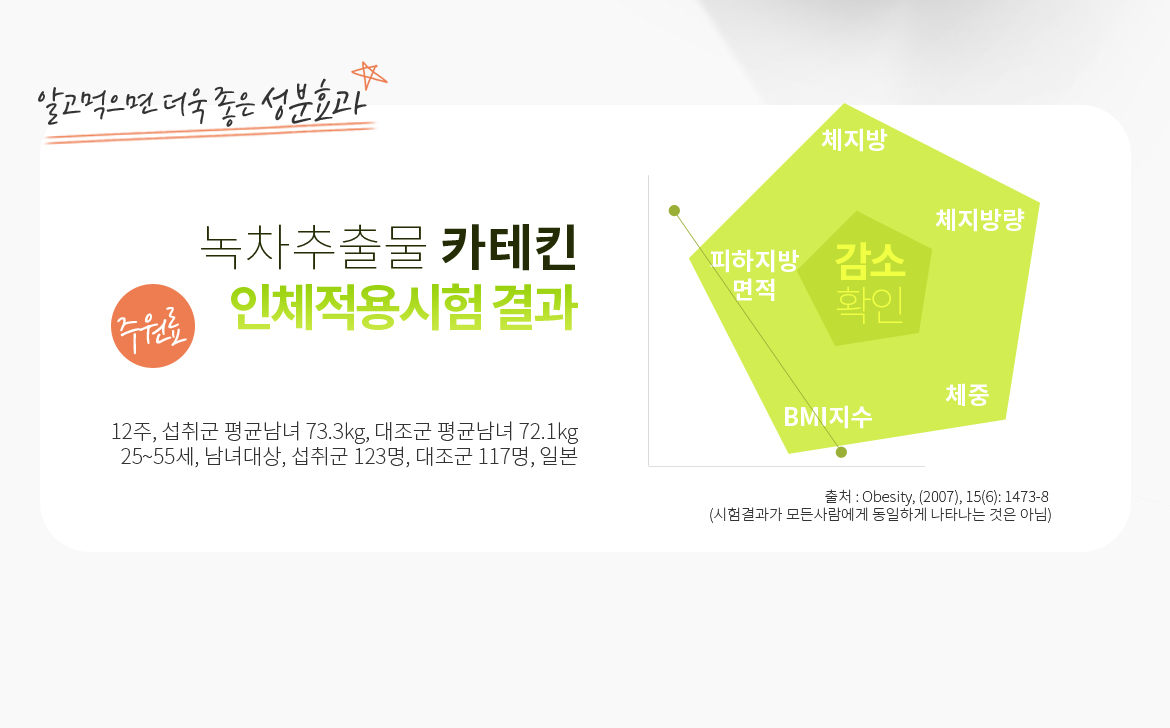 알고먹으면 더욱 좋은 성분효과
녹차추출물 카테킨
인체적용시험 결과
주원료
12주, 섭취군 평균남녀 73.3kg, 대조군 평균남녀 72.1kg
25~55세, 남녀대상, 섭취군 123명, 대조군 117명, 일본
체지방
체지방량
피하지방
면적
감소
확인
체중
BMI지수
출처 : Obesity, (2007), 15(6): 1473-8
(시험결과가 모든사람에게 동일하게 나타나는 것은 아님)